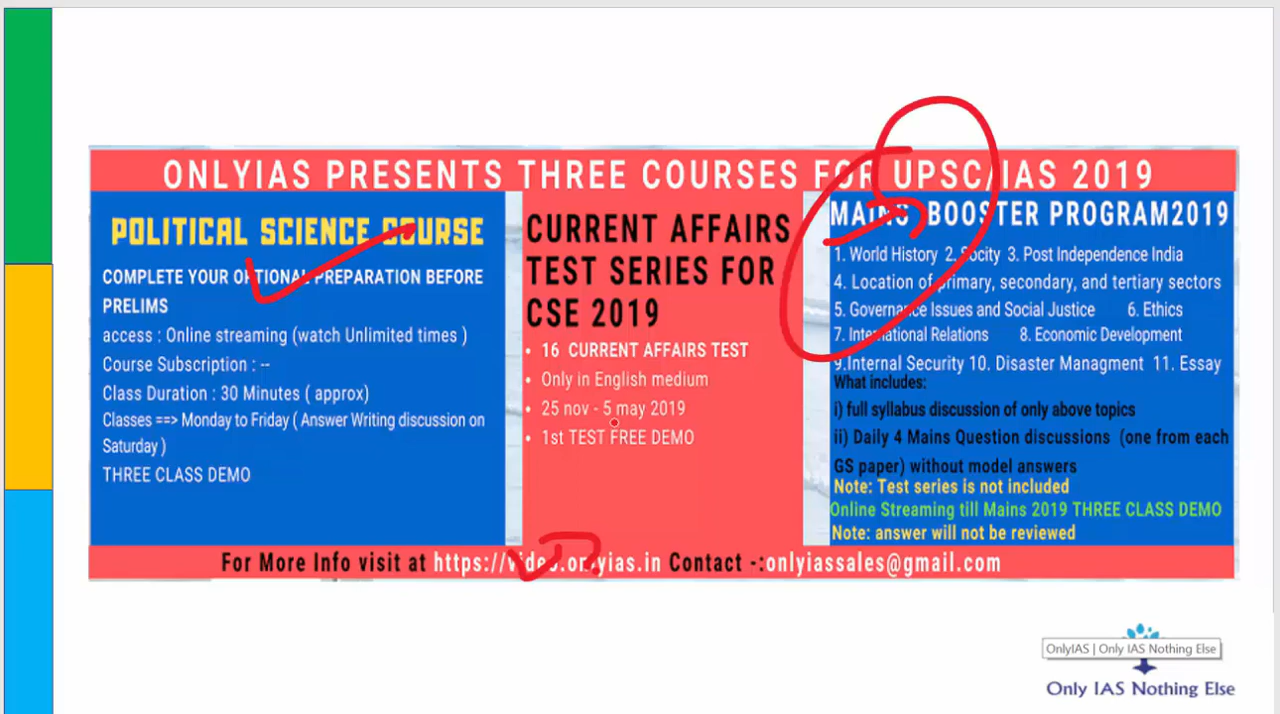 ONLYIAS PRESENTS THREE COURSES FOR UPSC/IAS 2019
POLITICAL SCIENCE COURSE
COMPLETE YOUR OPTIONAL PREPARATION BEFORE
PRELIMS
access : Online streaming (watch Unlimited times )
Course Subscription : --
Class Duration : 30 Minutes ( approx)
Classes ==> Monday to Friday ( Answer Writing discussion on
Saturday )
THREE CLASS DEMO
CURRENT AFFAIRS
TEST SERIES FOR
CSE 2019
• 16 CURRENT AFFAIRS TEST
• Only in English medium
• 25 nov - 5 may 2019
• 1st TEST FREE DEMO
MAINS BOOSTER PROGRAM2019
1. World History 2. Socity 3. Post Independence India
4. Location of primary, secondary, and tertiary sectors
5. Governance Issues and Social Justice 6. Ethics
7. International Relations 8. Economic Development
9.Internal Security 10. Disaster Managment 11. Essay
What includes:
i) full syllabus discussion of only above topics
ii) Daily 4 Mains Question discussions (one from each
GS paper) without model answers
Note: Test series is not included
Online Streaming till Mains 2019 THREE CLASS DEMO
Note: answer will not be reviewed
For More Info visit at https://video.onlyias.in Contact -:onlyiassales@gmail.com
OnlyIAS | Only IAS Nothing Else
Only IAS Nothing Else